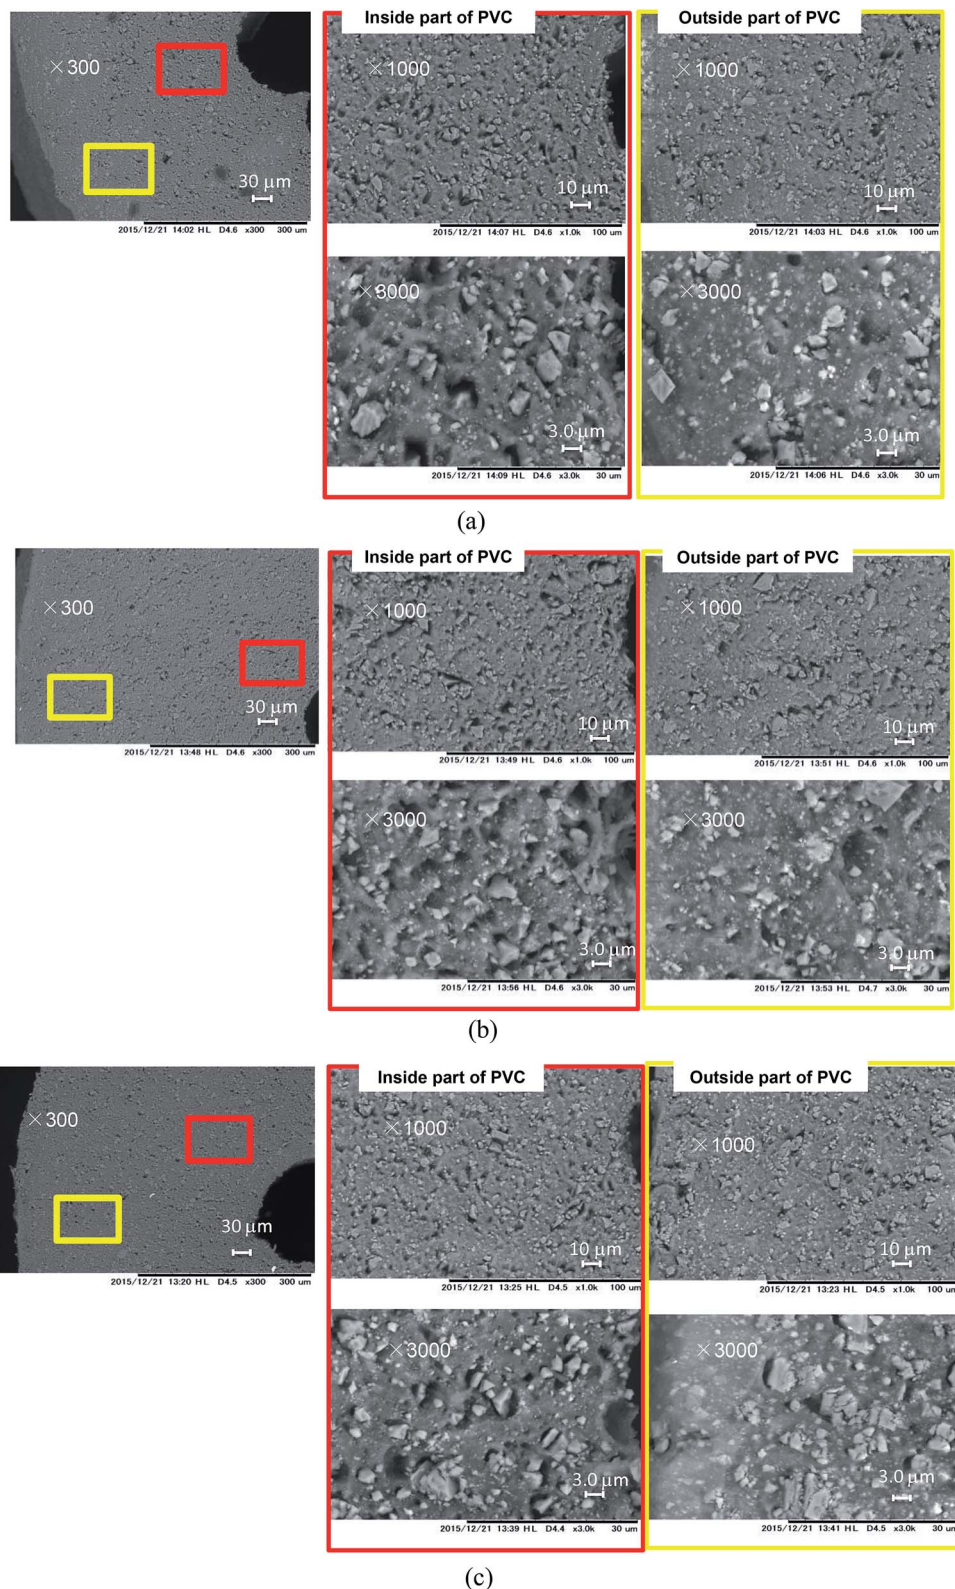 Inside part of PVC
Outside part of PVC
×300
×1000
×1000
30 μm
10 μm
10 μm
2015/12/21 14:02 HL D4.6 x300 300 um
2015/12/21 14:07 HL D4.6 x1.0k 100 um
2015/12/21 14:03 HL D4.6 x1.0k 100 um
×3000
×3000
3.0 μm
3.0 μm
2015/12/21 14:09 HL D4.6 x3.0k 30 um
2015/12/21 14:06 HL D4.6 x3.0k 30 um
(a)
Inside part of PVC
Outside part of PVC
×300
×1000
×1000
30 μm
10 μm
10 μm
2015/12/21 13:48 HL D4.6 x300 300 um
2015/12/21 13:49 HL D4.6 x1.0k 100 um
2015/12/21 13:51 HL D4.6 x1.0k 100 um
×3000
×3000
3.0 μm
3.0 μm
2015/12/21 13:56 HL D4.6 x3.0k 30 um
2015/12/21 13:53 HL D4.7 x3.0k 30 um
(b)
Inside part of PVC
Outside part of PVC
×300
×1000
×1000
30 μm
10 μm
10 μm
2015/12/21 13:20 HL D4.5 x300 300 um
2015/12/21 13:25 HL D4.5 x1.0k 100 um
2015/12/21 13:23 HL D4.5 x1.0k 100 um
×3000
×3000
3.0 μm
3.0 μm
2015/12/21 13:39 HL D4.4 x3.0k 30 um
2015/12/21 13:41 HL D4.5 x3.0k 30 um
(c)